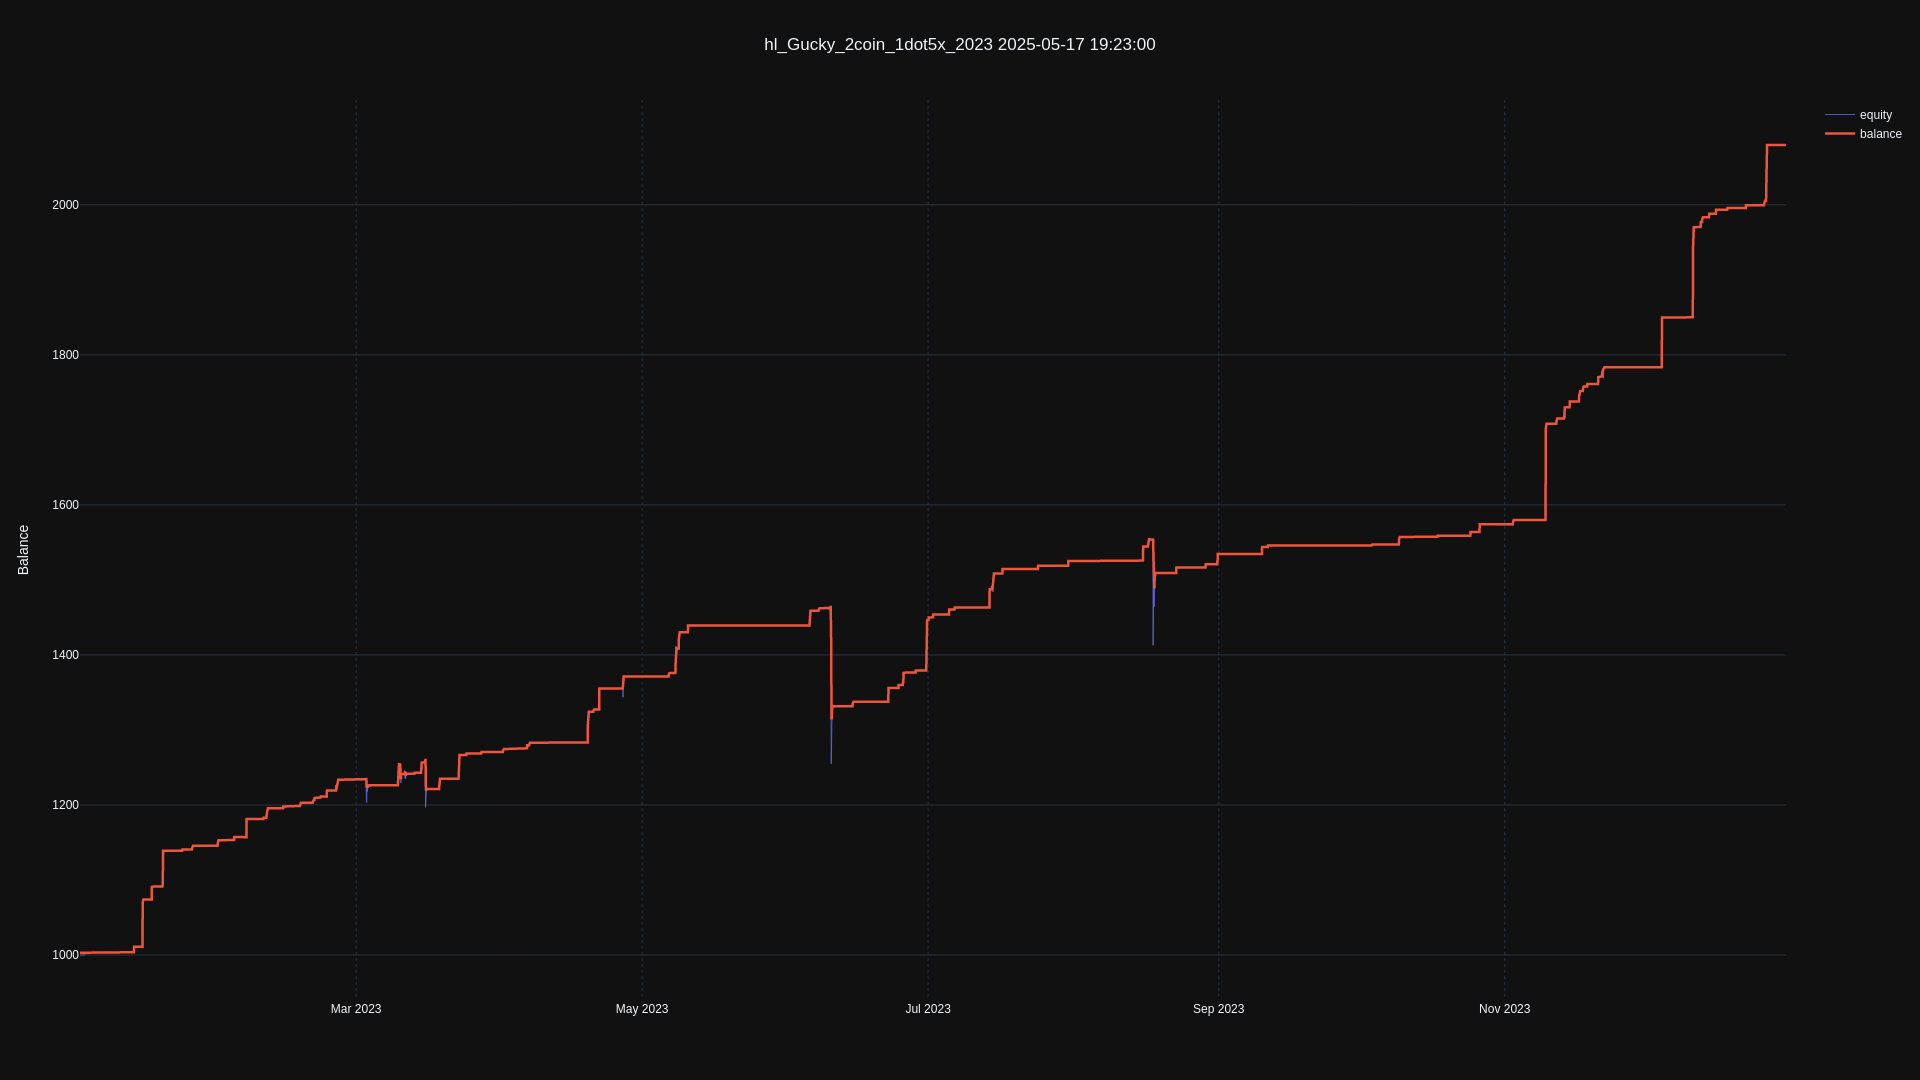 hl_Gucky_2coin_1dot5x_2023 2025-05-17 19:23:00
equity
balance
Balance
2000
1800
1600
1400
1200
1000
Mar 2023
May 2023
Jul 2023
Sep 2023
Nov 2023